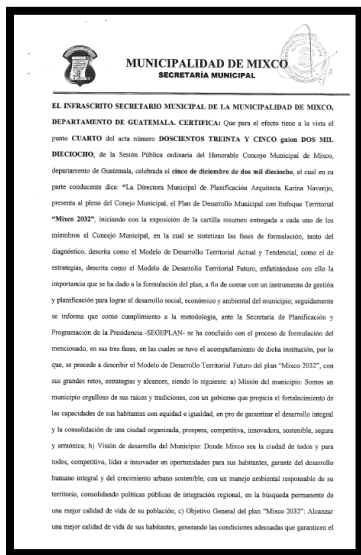 MUNICIPALIDAD DE MIXCO
SECRETARÍA MUNICIPAL
EL INFRASCRITO SECRETARIO MUNICIPAL DE LA MUNICIPALIDAD DE MIXCO,
DEPARTAMENTO DE GUATEMALA. CERTIFICA: Que para el efecto tiene a la vista el
punto CUARTO del acta número DOSCIENTOS TREINTA Y CINCO guion DOS MIL
DIECIOCHO, de la Sesión Pública ordinaria del Honorable Concejo Municipal de Mixco,
departamento de Guatemala, celebrada el cinco de diciembre de dos mil dieciocho, el cual en su
parte conducente dice: "La Directora Municipal de Planificación Arquitecta Karina Navarijo,
presenta al pleno del Conejo Municipal, el Plan de Desarrollo Municipal con Enfoque Territorial
"Mixco 2032", iniciando con la exposición de la cartilla resumen entregada a cada uno de los
miembros el Concejo Municipal, en la cual se sintetizan las fases de formulación, tanto del
diagnóstico, descrita como el Modelo de Desarrollo Territorial Actual y Tendencial, como el de
estrategias, descrita como el Modelo de Desarrollo Territorial Futuro, enfatizándose con ello la
importancia que se ha dado a la formulación del plan, a fin de contar con un instrumento de gestión
y planificación para lograr el desarrollo social, económico y ambiental del municipio; seguidamente
se informa que como cumplimiento a la metodología, ante la Secretaria de Planificación y
Programación de la Presidencia -SEGEPLAN- se ha concluido con el proceso de formulación del
mencionado, en sus tres fases, en las cuales se tuvo el acompañamiento de dicha institución, por lo
que, se procede a describir el Modelo de Desarrollo Territorial Futuro del plan "Mixco 2032", con
sus grandes retos, estrategias y alcances, siendo lo siguiente: a) Misión del municipio: Somos un
municipio orgulloso de sus raíces y tradiciones, con un gobierno que propicia el fortalecimiento de
las capacidades de sus habitantes con equidad e igualdad, en pro de garantizar el desarrollo integral
y la consolidación de una ciudad organizada, prospera, competitiva, innovadora, sostenible, segura
y armónica; b) Visión de desarrollo del Municipio: Donde Mixco sea la ciudad de todos y para
todos, competitivo, líder e innovador en oportunidades para sus habitantes, garante del desarrollo
humano integral y del crecimiento urbano sostenible, con un manejo ambiental responsable de su
territorio, consolidando políticas públicas de integración regional, en la búsqueda permanente de
una mejor calidad de vida de su población; c) Objetivo General del plan "Mixco 2032": Alcanzar
una mejor calidad de vida de sus habitantes, generando las condiciones adecuadas que garanticen el